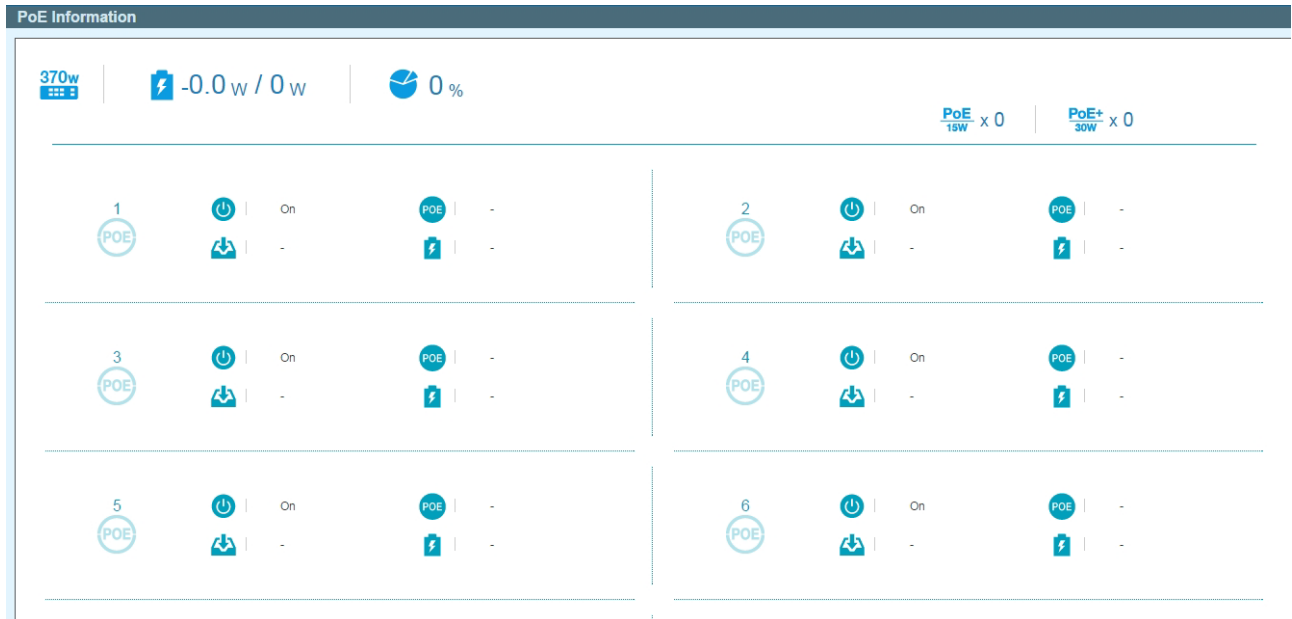 PoE Information
370w
-0.0 W / 0 W
0 %
PoE 15W x 0
PoE+ 30W x 0
1
POE
On
POE
-
-
-
2
POE
On
POE
-
-
-
3
POE
On
POE
-
-
-
4
POE
On
POE
-
-
-
5
POE
On
POE
-
-
-
6
POE
On
POE
-
-
-